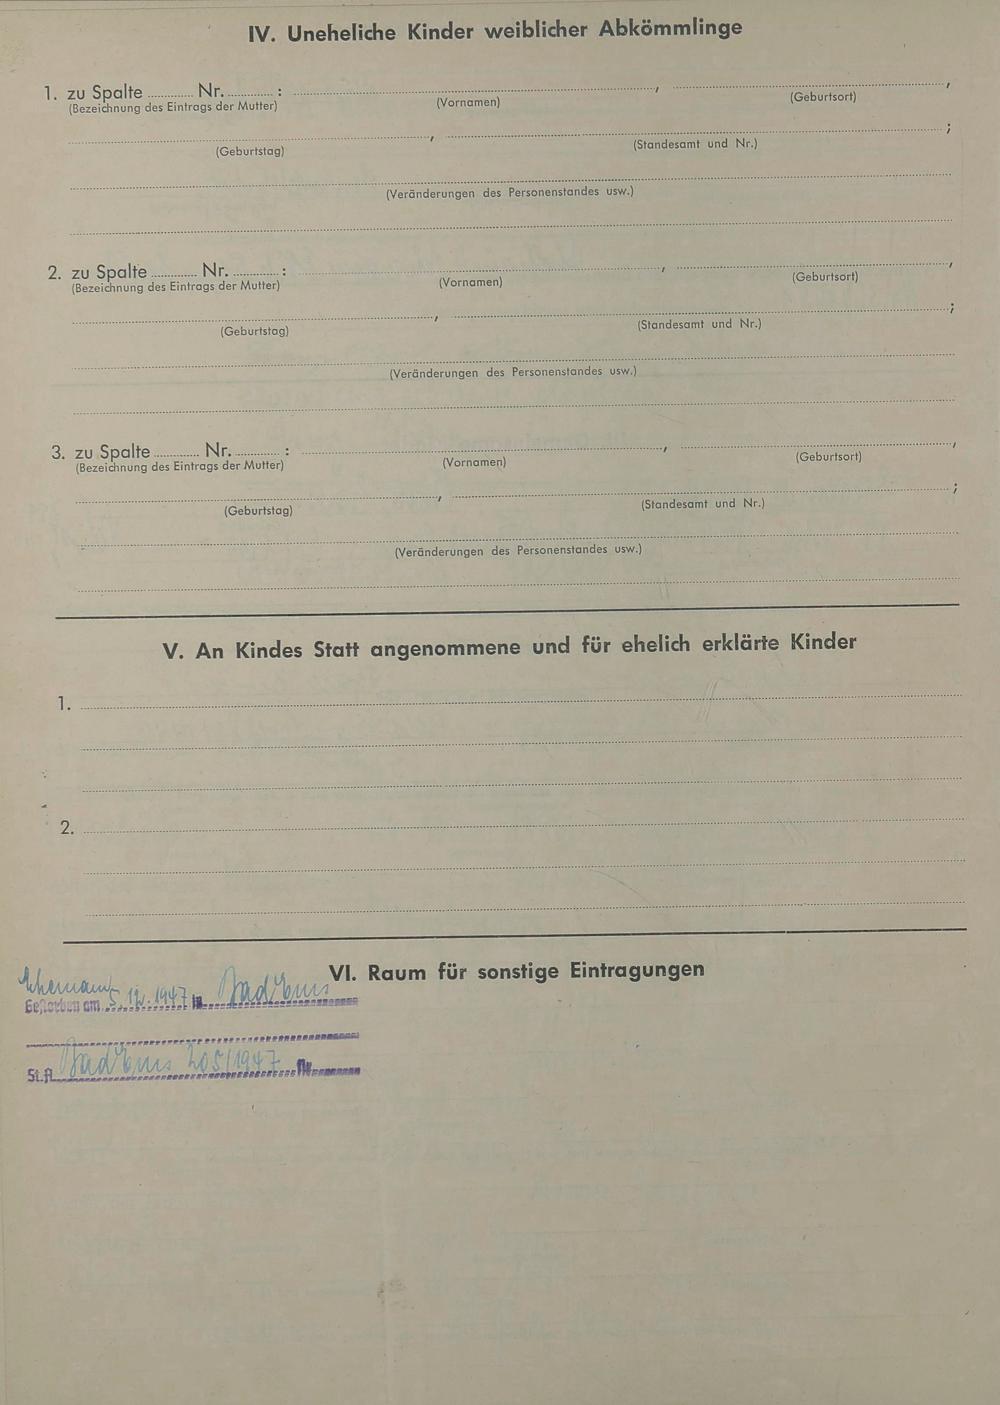 IV. Uneheliche Kinder weiblicher Abkömmlinge
1. zu Spalte ............ Nr. ............ : ............ , ............ ,
(Bezeichnung des Eintrags der Mutter) (Vornamen) (Geburtsort)
............ , ............ ;
(Geburtstag) (Standesamt und Nr.)
(Veränderungen des Personenstandes usw.)
2. zu Spalte ............ Nr. ............ : ............ , ............ ,
(Bezeichnung des Eintrags der Mutter) (Vornamen) (Geburtsort)
............ , ............ ;
(Geburtstag) (Standesamt und Nr.)
(Veränderungen des Personenstandes usw.)
3. zu Spalte ............ Nr. ............ : ............ , ............ ,
(Bezeichnung des Eintrags der Mutter) (Vornamen) (Geburtsort)
............ , ............ ;
(Geburtstag) (Standesamt und Nr.)
(Veränderungen des Personenstandes usw.)
V. An Kindes Statt angenommene und für ehelich erklärte Kinder
1.
2.
VI. Raum für sonstige Eintragungen
Ehemann
Gestorben am 1947 in Bad Ems
St.A. Bad Ems 205/1947 Nr.